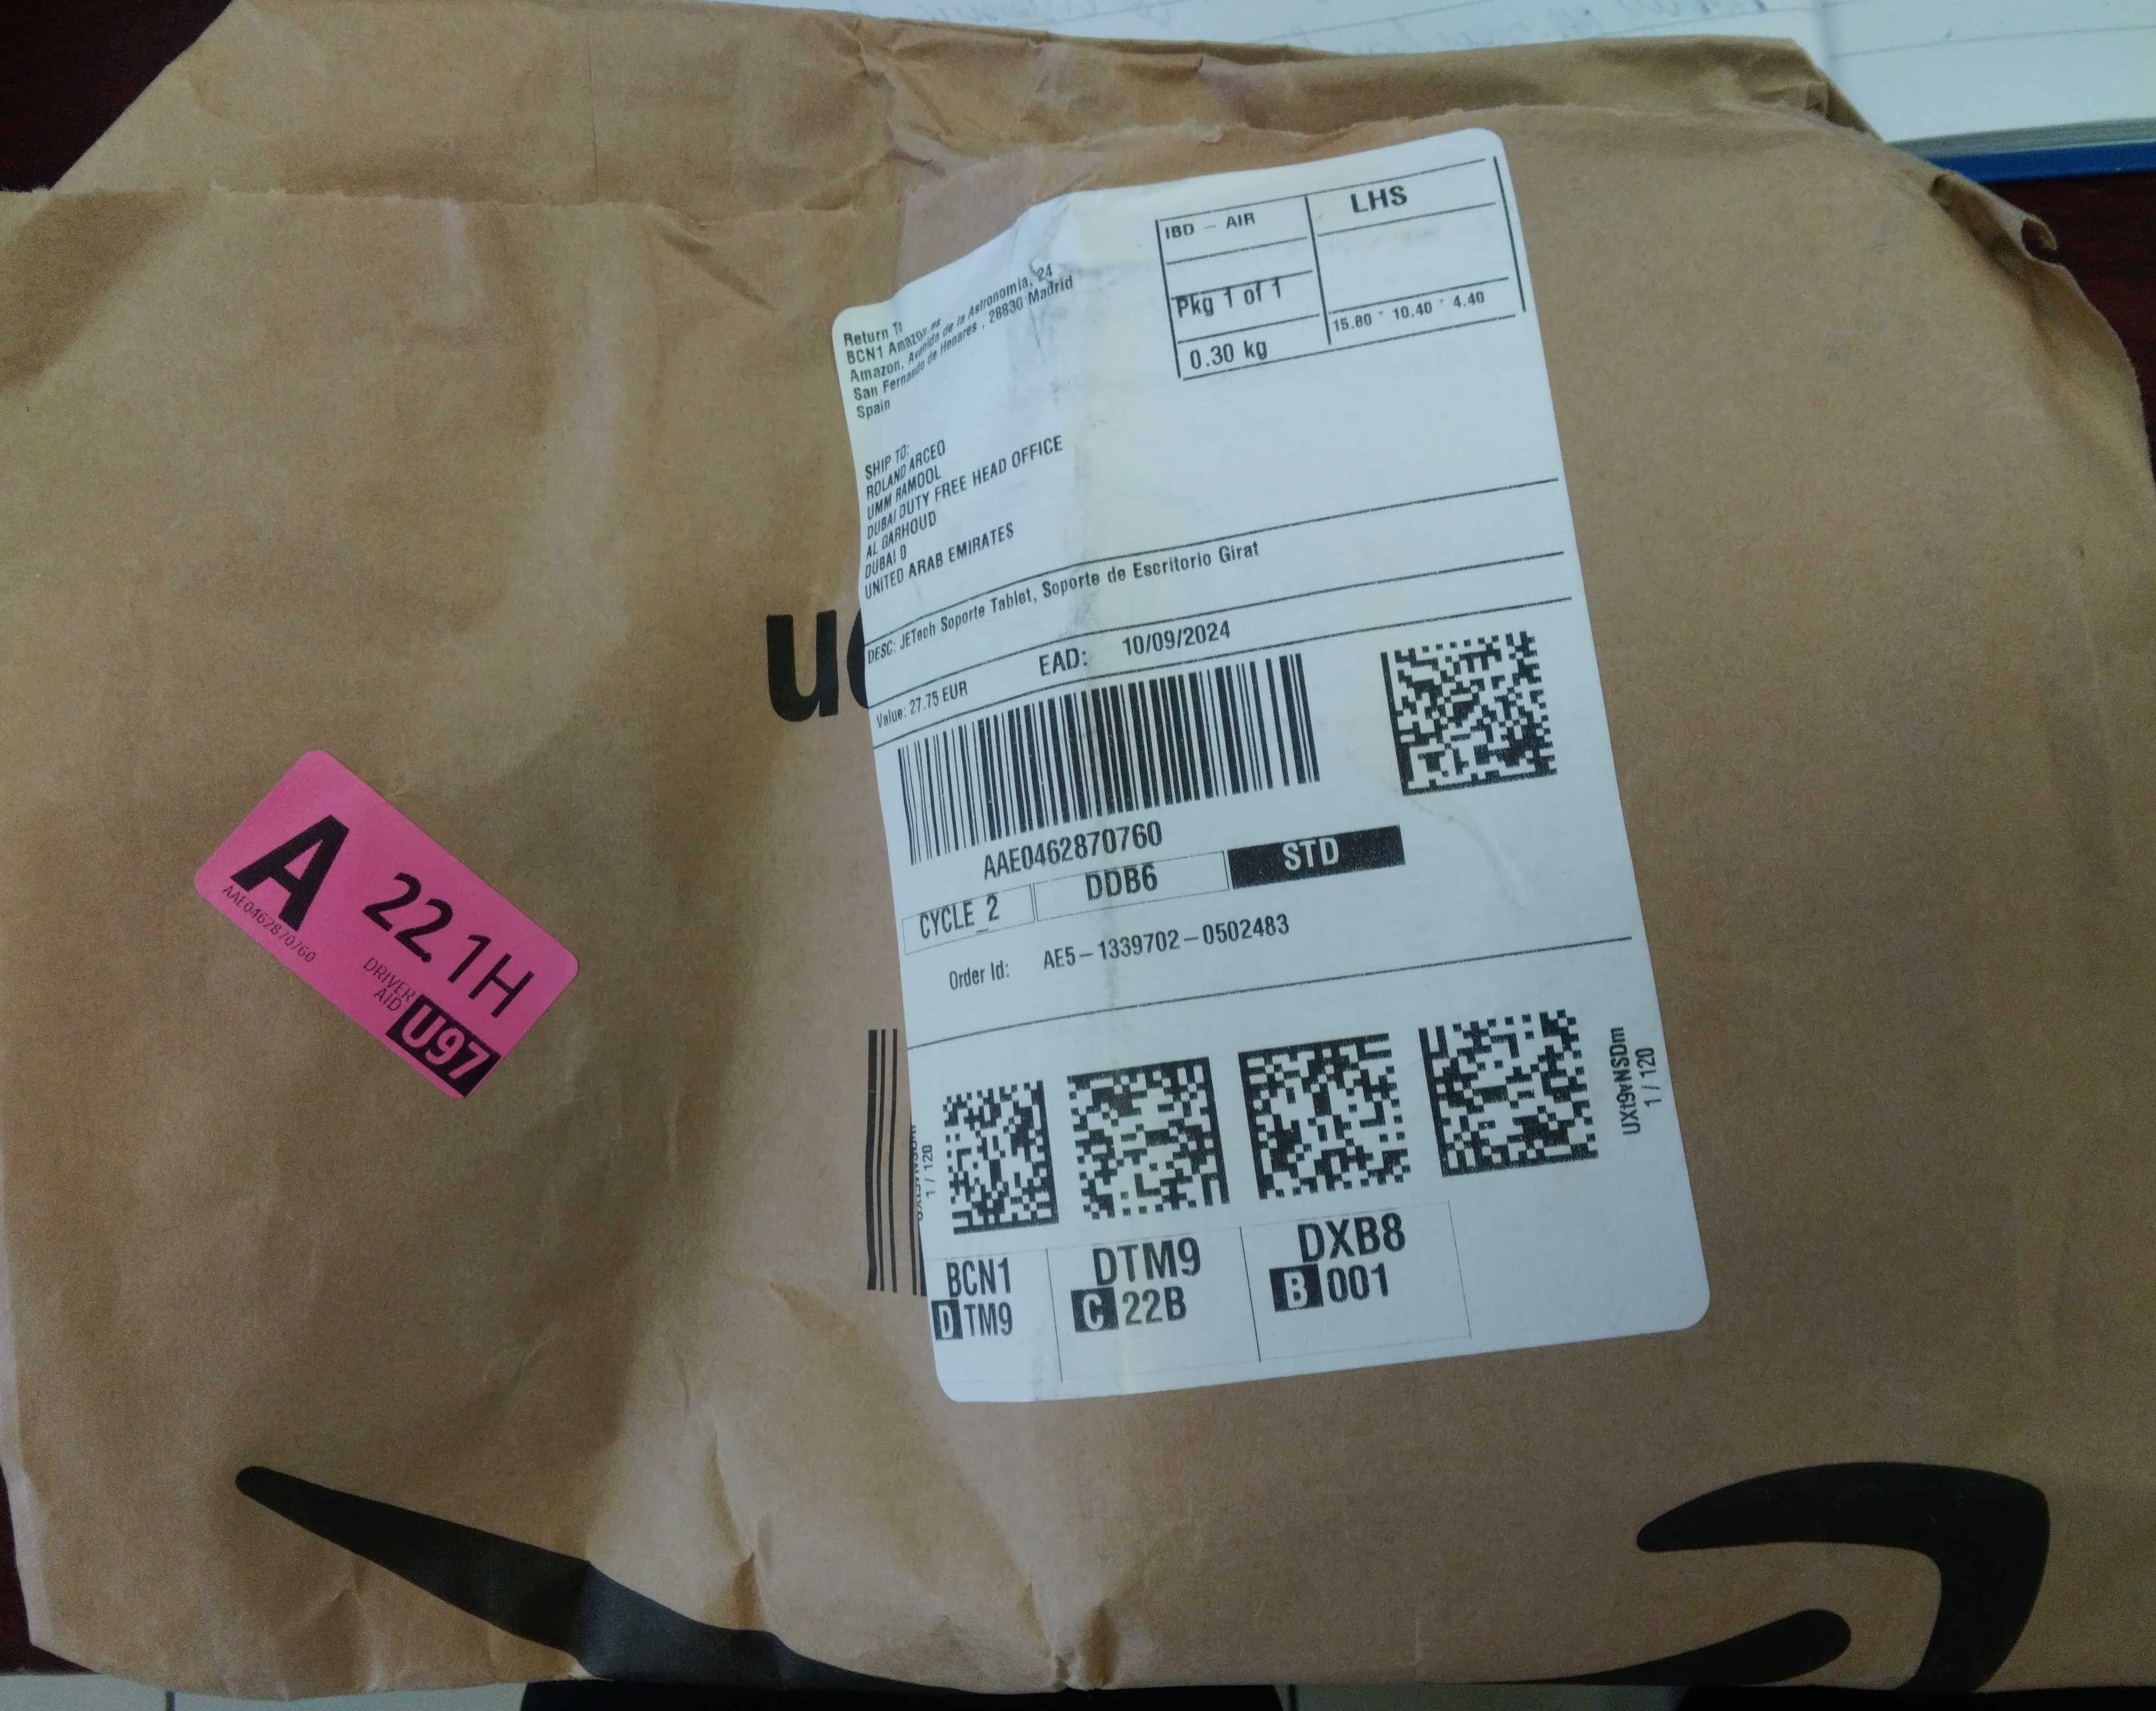 Return To
BCN1 Amazon.es
Amazon, Avenida de la Astronomia, 24
San Fernando de Henares , 28830 Madrid
Spain
IBD - AIR
LHS
Pkg 1 of 1
15.80 * 10.40 * 4.40
0.30 kg
SHIP TO:
ROLAND ARCEO
UMM RAMOOL
DUBAI DUTY FREE HEAD OFFICE
AL GARHOUD
DUBAI 0
UNITED ARAB EMIRATES
DESC: JETech Soporte Tablet, Soporte de Escritorio Girat
Value: 27.75 EUR
EAD: 10/09/2024
AAE0462870760
CYCLE_2
DDB6
STD
Order Id: AE5-1339702-0502483
UXt9vNSDm
1 / 120
1 / 120
BCN1
DTM9
DTM9
C 22B
DXB8
B 001
A
22.1H
AAE0462870760
DRIVER
AID
U97